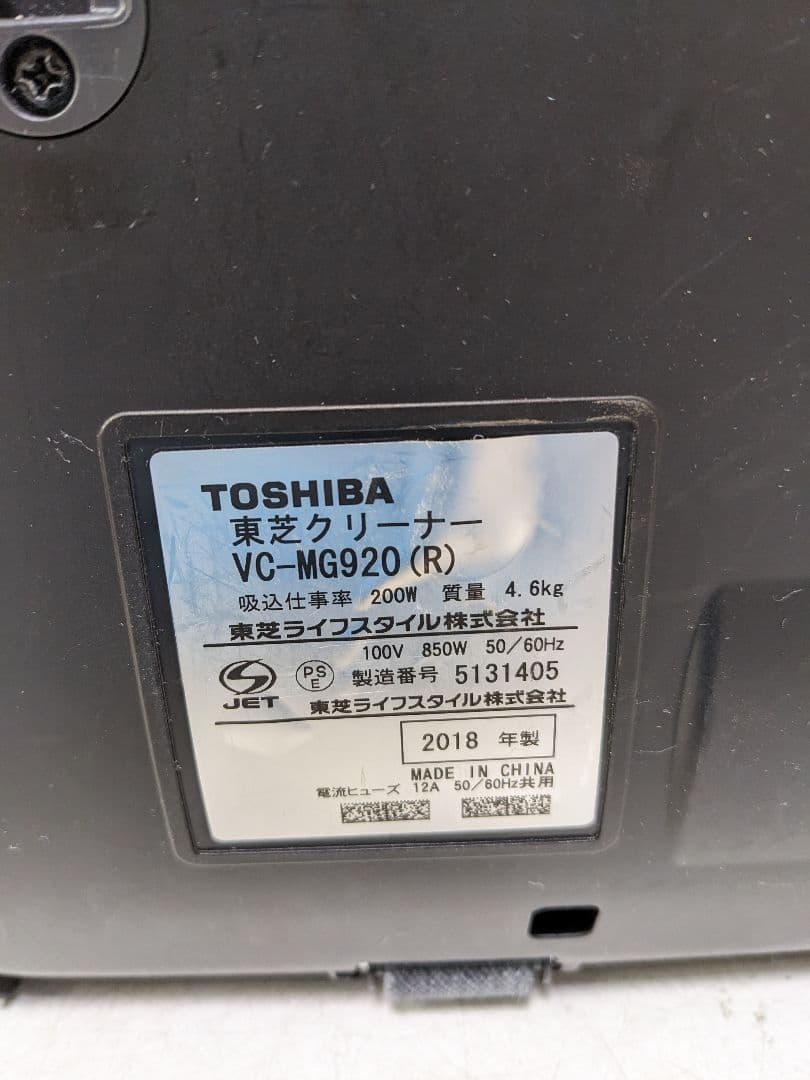 TOSHIBA
東芝クリーナー
VC-MG920(R)
吸込仕事率 200W 質量 4.6kg
東芝ライフスタイル株式会社
100V 850W 50/60Hz
JET PSE 製造番号 5131405
東芝ライフスタイル株式会社
2018 年製
MADE IN CHINA
電流ヒューズ 12A 50/60Hz共用